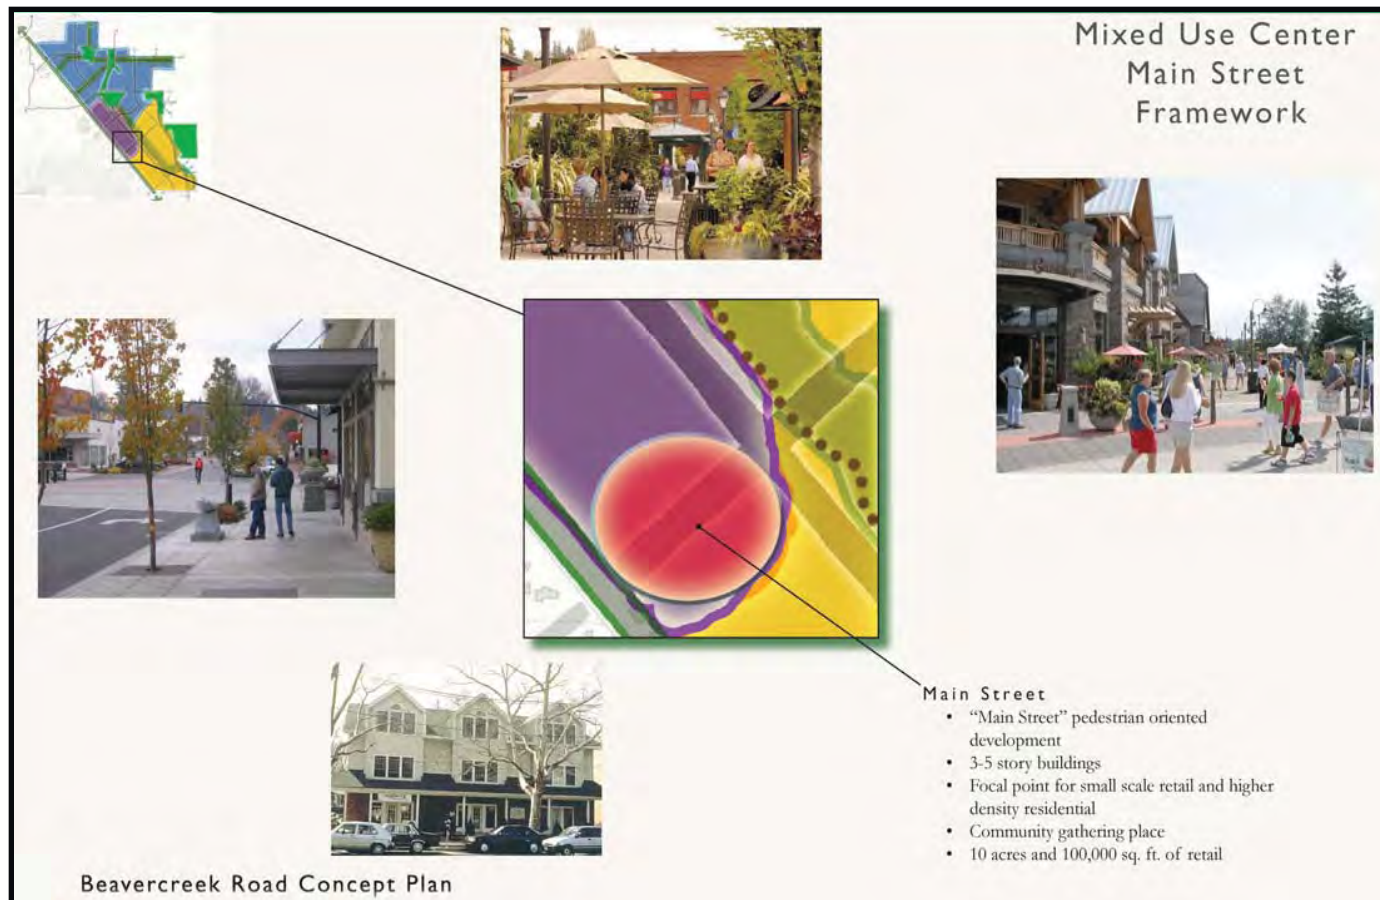 Mixed Use Center
Main Street
Framework
Main Street
• “Main Street” pedestrian oriented
development
• 3-5 story buildings
• Focal point for small scale retail and higher
density residential
• Community gathering place
• 10 acres and 100,000 sq. ft. of retail
Beavercreek Road Concept Plan